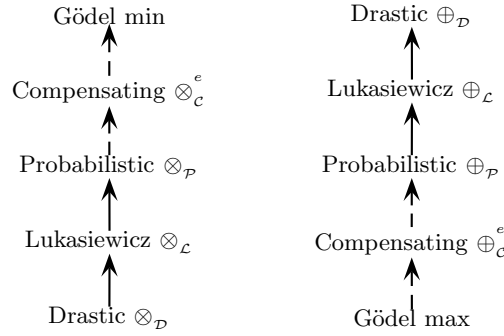 Gödel min
Compensating ⊗_𝒞^e
Probabilistic ⊗_𝒫
Lukasiewicz ⊗_ℒ
Drastic ⊗_𝒟
Drastic ⊕_𝒟
Lukasiewicz ⊕_ℒ
Probabilistic ⊕_𝒫
Compensating ⊕_𝒞^e
Gödel max